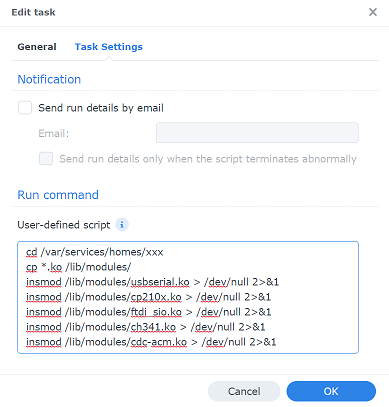 Edit task
General Task Settings
Notification
Send run details by email
Email:
Send run details only when the script terminates abnormally
Run command
User-defined script
cd /var/services/homes/xxx
cp *.ko /lib/modules/
insmod /lib/modules/usbserial.ko > /dev/null 2>&1
insmod /lib/modules/cp210x.ko > /dev/null 2>&1
insmod /lib/modules/ftdi_sio.ko > /dev/null 2>&1
insmod /lib/modules/ch341.ko > /dev/null 2>&1
insmod /lib/modules/cdc-acm.ko > /dev/null 2>&1
Cancel OK